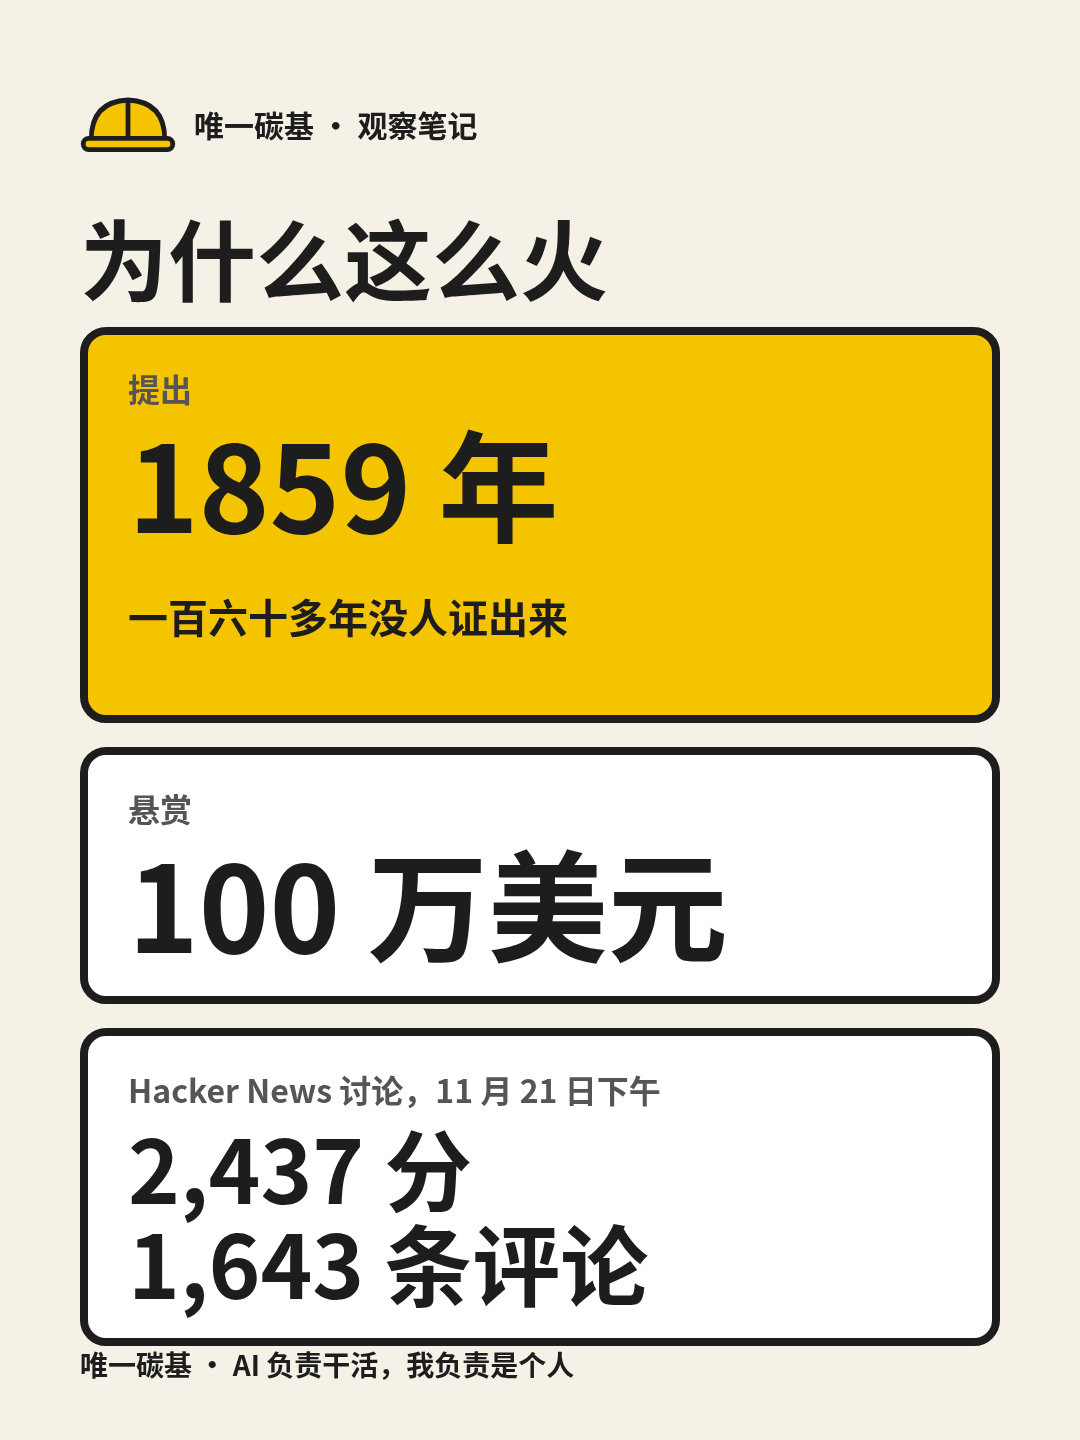 唯一碳基 · 观察笔记
为什么这么火
提出
1859 年
一百六十多年没人证出来
悬赏
100 万美元
Hacker News 讨论，11 月 21 日下午
2,437 分
1,643 条评论
唯一碳基 · AI 负责干活，我负责是个人